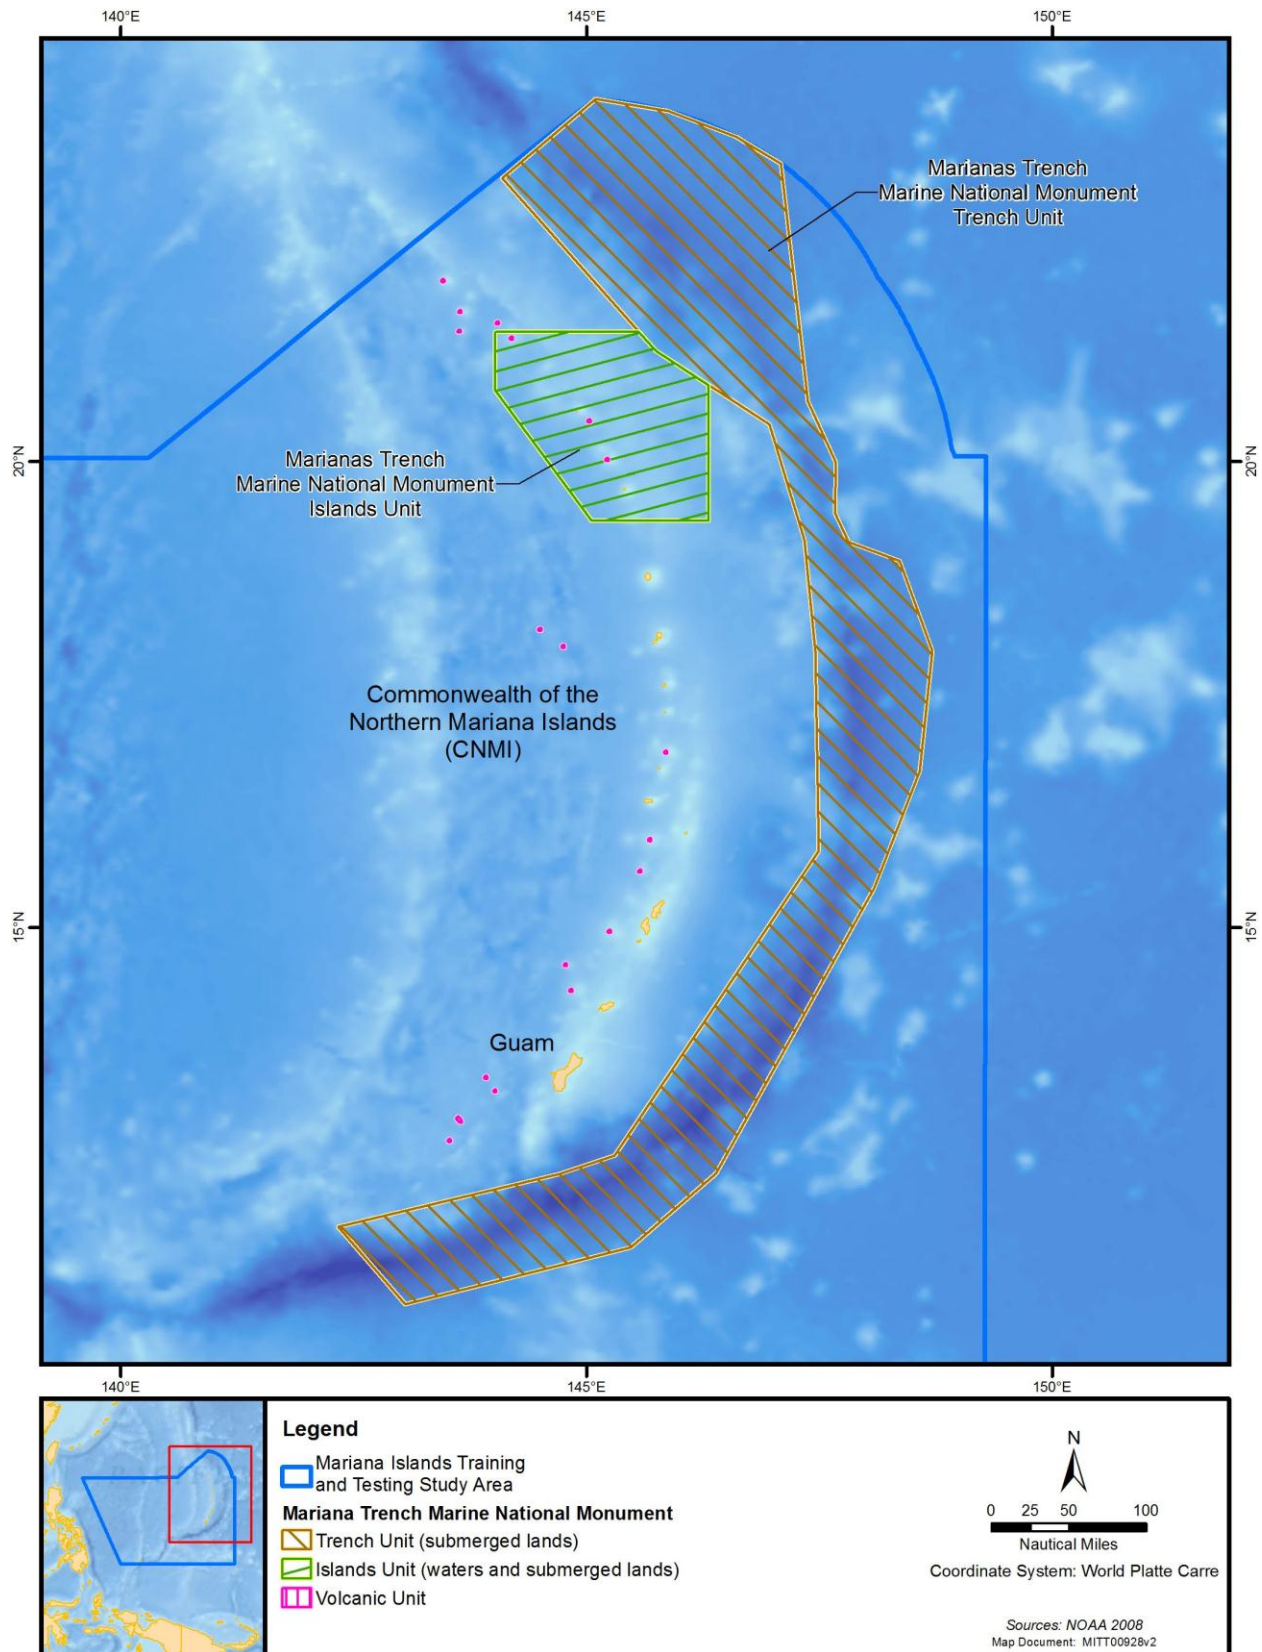 140°E
145°E
150°E
Marianas Trench
Marine National Monument
Trench Unit
20°N
20°N
Marianas Trench
Marine National Monument
Islands Unit
Commonwealth of the
Northern Mariana Islands
(CNMI)
15°N
15°N
Guam
140°E
145°E
150°E
Legend
Mariana Islands Training
and Testing Study Area
Mariana Trench Marine National Monument
Trench Unit (submerged lands)
Islands Unit (waters and submerged lands)
Volcanic Unit
N
0 25 50 100
Nautical Miles
Coordinate System: World Platte Carre
Sources: NOAA 2008
Map Document: MITT00928v2